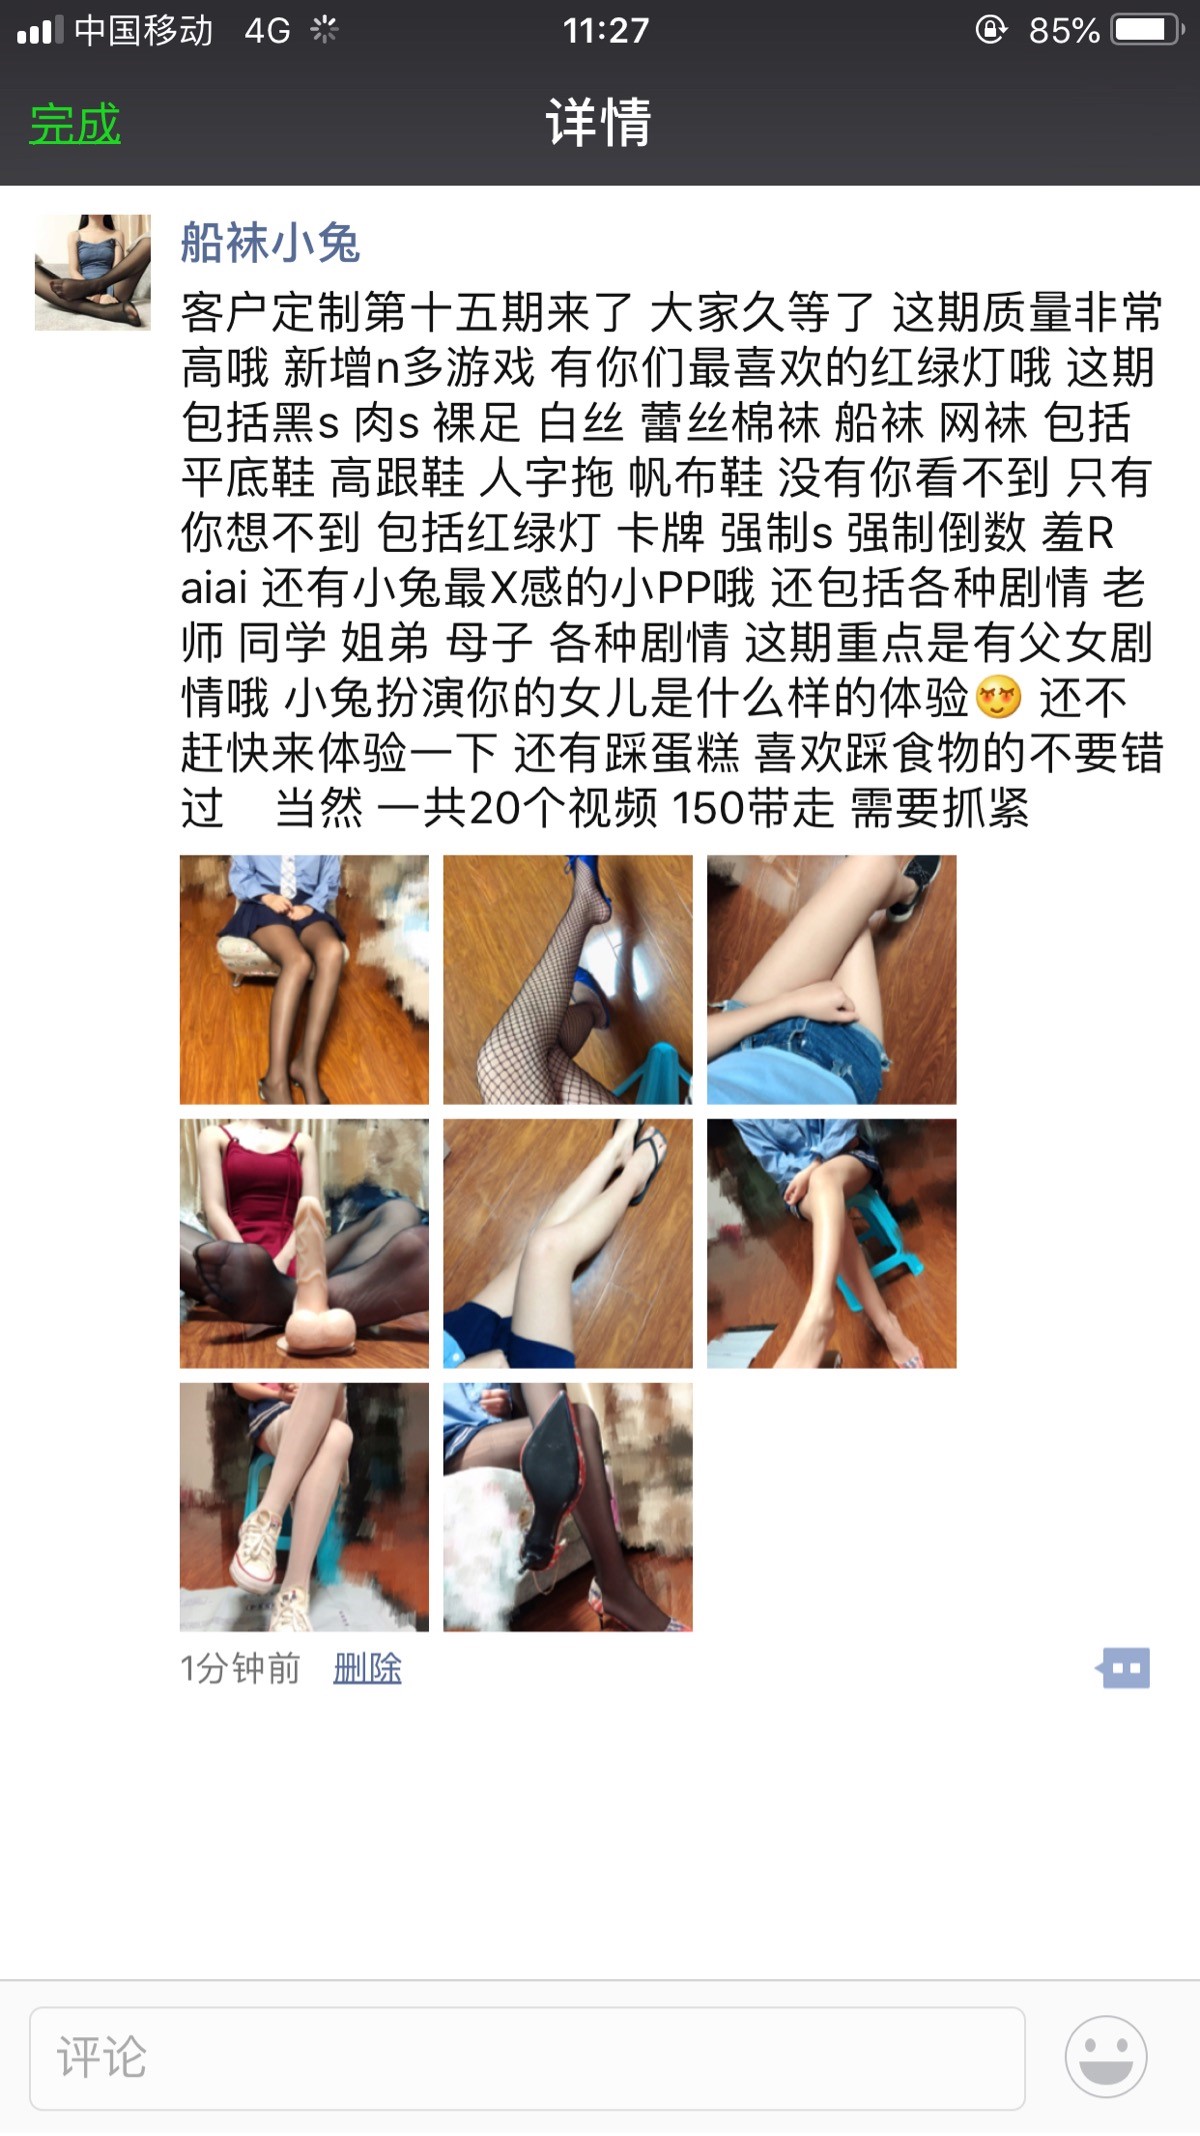 中国移动 4G 11:27 85%
完成 详情
船袜小兔
客户定制第十五期来了 大家久等了 这期质量非常
高哦 新增n多游戏 有你们最喜欢的红绿灯哦 这期
包括黑s 肉s 裸足 白丝 蕾丝棉袜 船袜 网袜 包括
平底鞋 高跟鞋 人字拖 帆布鞋 没有你看不到 只有
你想不到 包括红绿灯 卡牌 强制s 强制倒数 羞R
aiai 还有小兔最X感的小PP哦 还包括各种剧情 老
师 同学 姐弟 母子 各种剧情 这期重点是有父女剧
情哦 小兔扮演你的女儿是什么样的体验 还不
赶快来体验一下 还有踩蛋糕 喜欢踩食物的不要错
过 当然 一共20个视频 150带走 需要抓紧
1分钟前 删除
评论